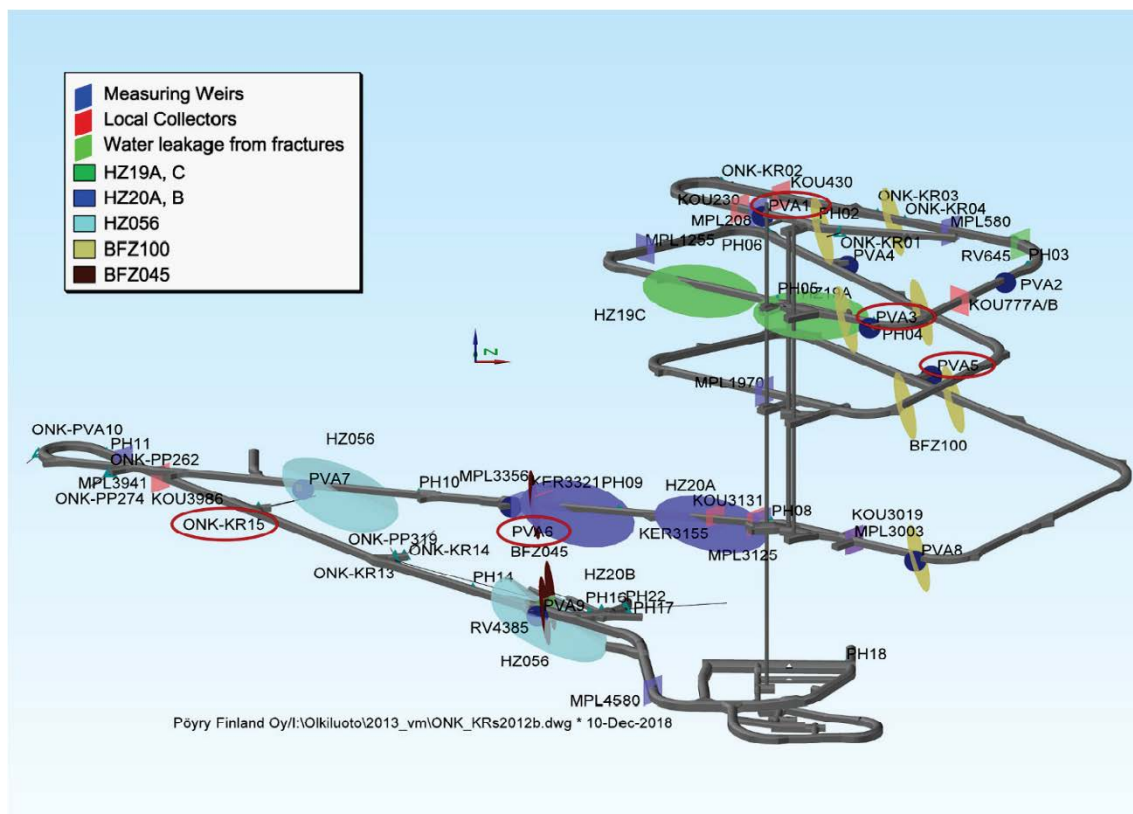 Measuring Weirs
Local Collectors
Water leakage from fractures
HZ19A, C
HZ20A, B
HZ056
BFZ100
BFZ045
ONK-KR02
KOU430
KOU230
PVA1
ONK-KR03
MPL208
PH02
ONK-KR04
MPL580
MPL1255
PH06
ONK-KR01
PVA4
RV645
PH03
PH05
HZ19A
PVA2
KOU777A/B
HZ19C
PVA3
PH04
Z
PVA5
MPL1970
BFZ100
ONK-PVA10
PH11
HZ056
ONK-PP262
MPL3941
PVA7
PH10
MPL3356
KER3321
PH09
HZ20A
ONK-PP274
KOU3986
KOU3131
PH08
KOU3019
ONK-KR15
PVA6
KER3155
MPL3125
MPL3003
BFZ045
PVA8
ONK-PP319
ONK-KR14
ONK-KR13
PH14
HZ20B
PVA9
PH16
PH22
PH17
RV4385
HZ056
PH18
MPL4580
Pöyry Finland Oy/I:\Olkiluoto\2013_vm\ONK_KRs2012b.dwg * 10-Dec-2018